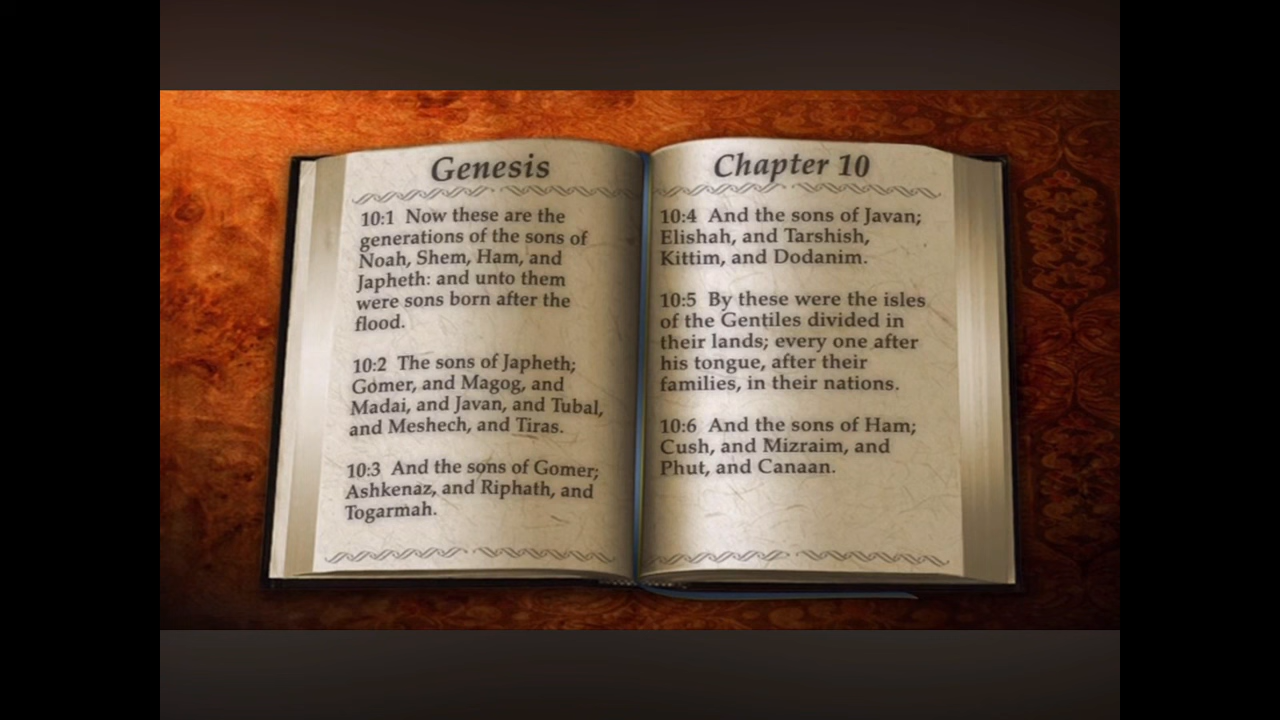 Genesis
10:1 Now these are the
generations of the sons of
Noah, Shem, Ham, and
Japheth: and unto them
were sons born after the
flood.
10:2 The sons of Japheth;
Gomer, and Magog, and
Madai, and Javan, and Tubal,
and Meshech, and Tiras.
10:3 And the sons of Gomer;
Ashkenaz, and Riphath, and
Togarmah.
Chapter 10
10:4 And the sons of Javan;
Elishah, and Tarshish,
Kittim, and Dodanim.
10:5 By these were the isles
of the Gentiles divided in
their lands; every one after
his tongue, after their
families, in their nations.
10:6 And the sons of Ham;
Cush, and Mizraim, and
Phut, and Canaan.